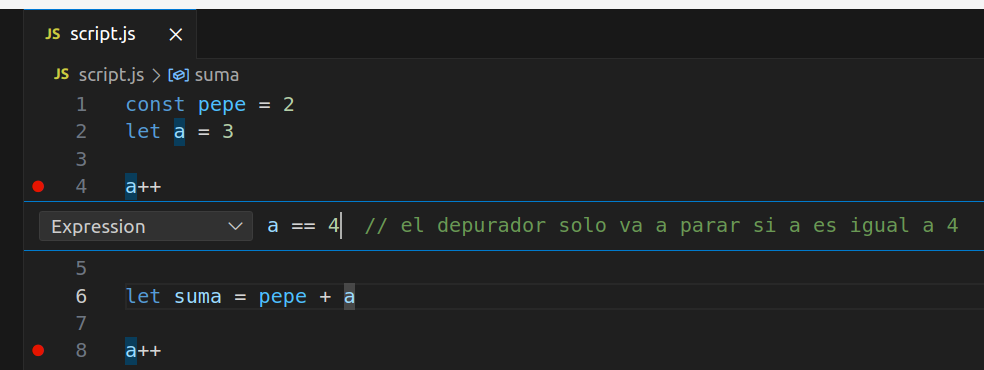 JS script.js
JS script.js > suma
1 const pepe = 2
2 let a = 3
3
4 a++
Expression a == 4 // el depurador solo va a parar si a es igual a 4
5
6 let suma = pepe + a
7
8 a++